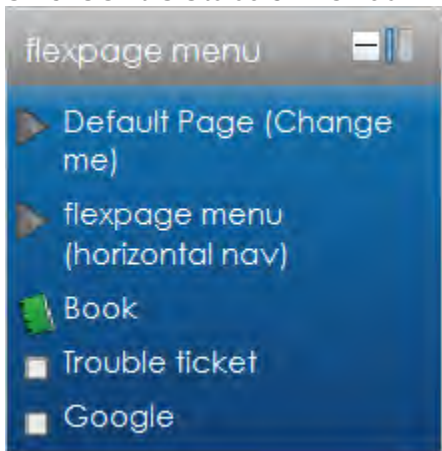 flexpage menu
Default Page (Change
me)
flexpage menu
(horizontal nav)
Book
Trouble ticket
Google